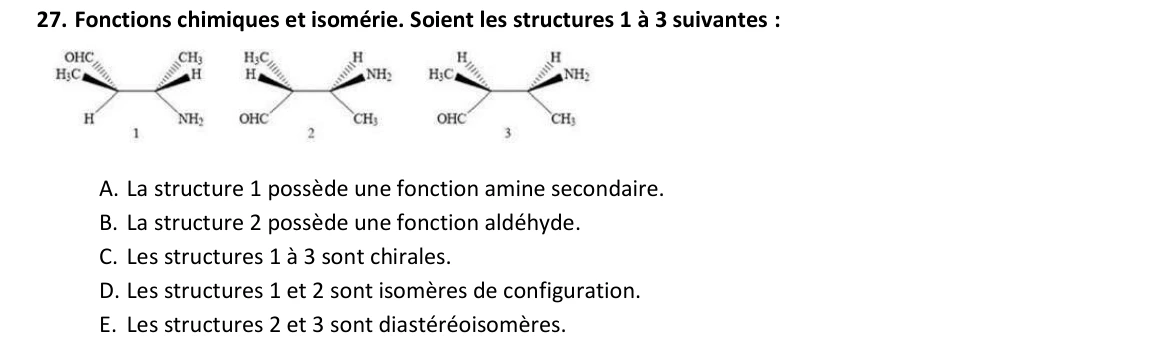 27. Fonctions chimiques et isomérie. Soient les structures 1 à 3 suivantes :
OHC CH₃ H₃C H H H
H₃C H H NH₂ H₃C NH₂
H NH₂ OHC CH₃ OHC CH₃
1 2 3
A. La structure 1 possède une fonction amine secondaire.
B. La structure 2 possède une fonction aldéhyde.
C. Les structures 1 à 3 sont chirales.
D. Les structures 1 et 2 sont isomères de configuration.
E. Les structures 2 et 3 sont diastéréoisomères.